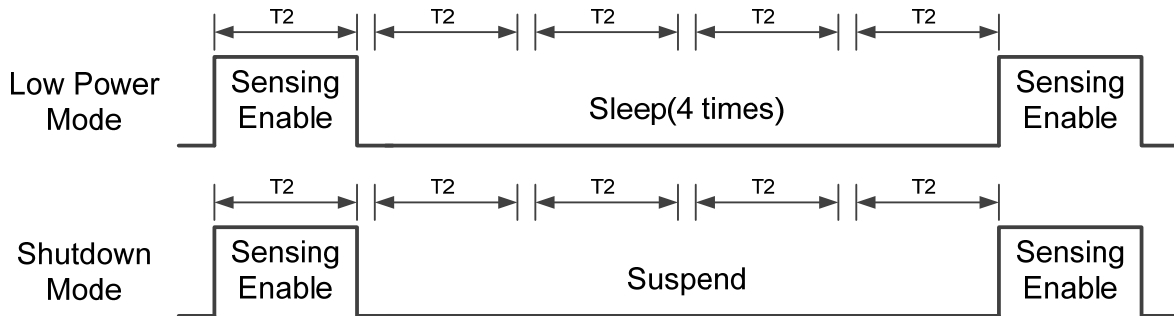 T2 T2 T2 T2 T2
Low Power
Mode
Sensing
Enable
Sleep(4 times)
Sensing
Enable
T2 T2 T2 T2 T2
Shutdown
Mode
Sensing
Enable
Suspend
Sensing
Enable